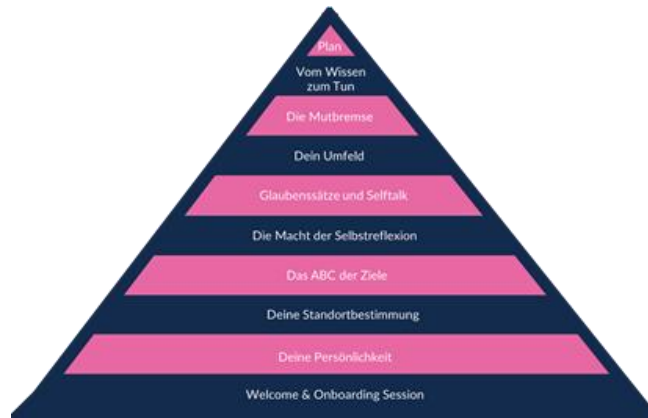 Plan
Vom Wissen
zum Tun
Die Mutbremse
Dein Umfeld
Glaubenssätze und Selftalk
Die Macht der Selbstreflexion
Das ABC der Ziele
Deine Standortbestimmung
Deine Persönlichkeit
Welcome & Onboarding Session